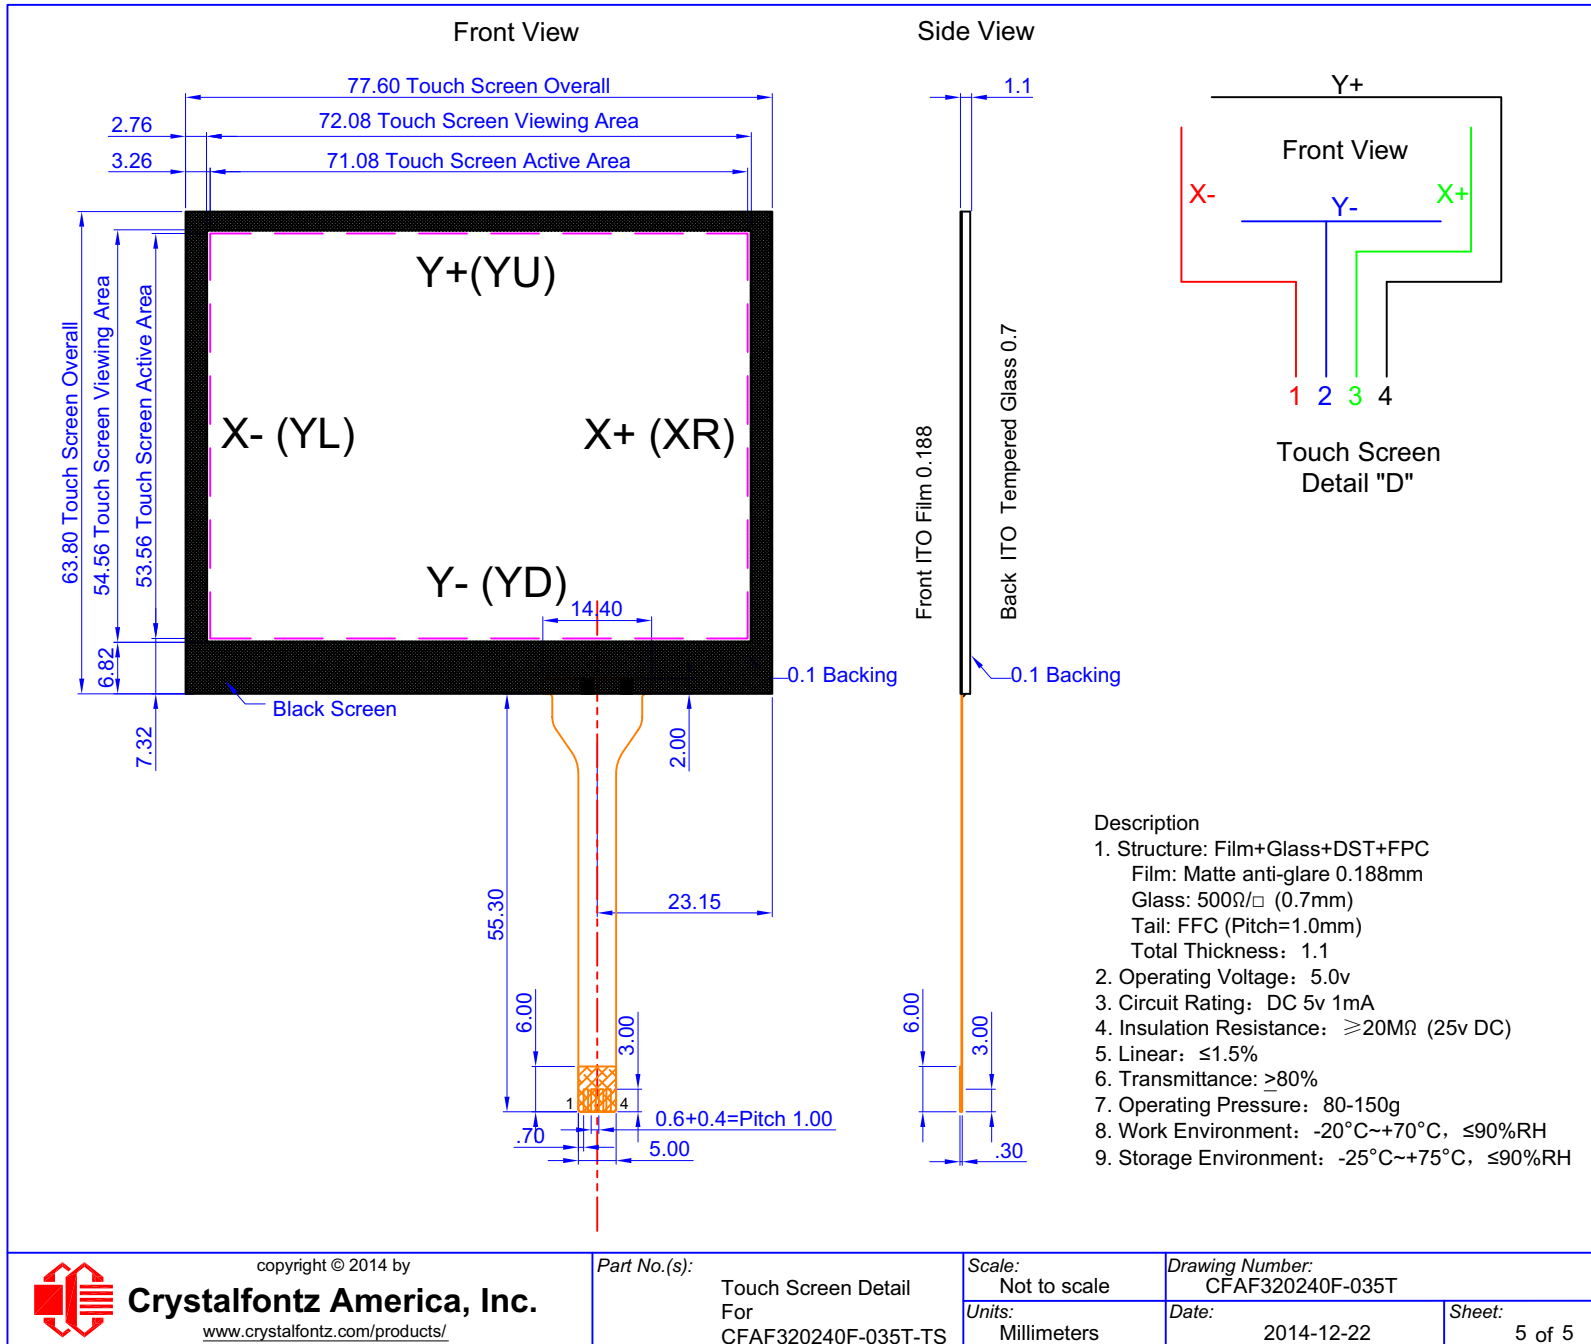 Front View
Side View
77.60 Touch Screen Overall
1.1
2.76
72.08 Touch Screen Viewing Area
3.26
71.08 Touch Screen Active Area
63.80 Touch Screen Overall
54.56 Touch Screen Viewing Area
53.56 Touch Screen Active Area
Y+(YU)
X- (YL)
X+ (XR)
Y- (YD)
14.40
6.82
7.32
Black Screen
0.1 Backing
2.00
55.30
23.15
6.00
3.00
1
4
0.6+0.4=Pitch 1.00
.70
5.00
Front ITO Film 0.188
Back ITO Tempered Glass 0.7
0.1 Backing
6.00
3.00
.30
Y+
Front View
X-
X+
Y-
1 2 3 4
Touch Screen
Detail "D"
Description
1. Structure: Film+Glass+DST+FPC
Film: Matte anti-glare 0.188mm
Glass: 500Ω/□ (0.7mm)
Tail: FFC (Pitch=1.0mm)
Total Thickness：1.1
2. Operating Voltage：5.0v
3. Circuit Rating：DC 5v 1mA
4. Insulation Resistance：≥20MΩ (25v DC)
5. Linear：≤1.5%
6. Transmittance: ≥80%
7. Operating Pressure：80-150g
8. Work Environment：-20°C~+70°C，≤90%RH
9. Storage Environment：-25°C~+75°C，≤90%RH
copyright © 2014 by
Crystalfontz America, Inc.
www.crystalfontz.com/products/
Part No.(s):
Touch Screen Detail
For
CFAF320240F-035T-TS
Scale:
Not to scale
Units:
Millimeters
Drawing Number:
CFAF320240F-035T
Date:
2014-12-22
Sheet:
5 of 5